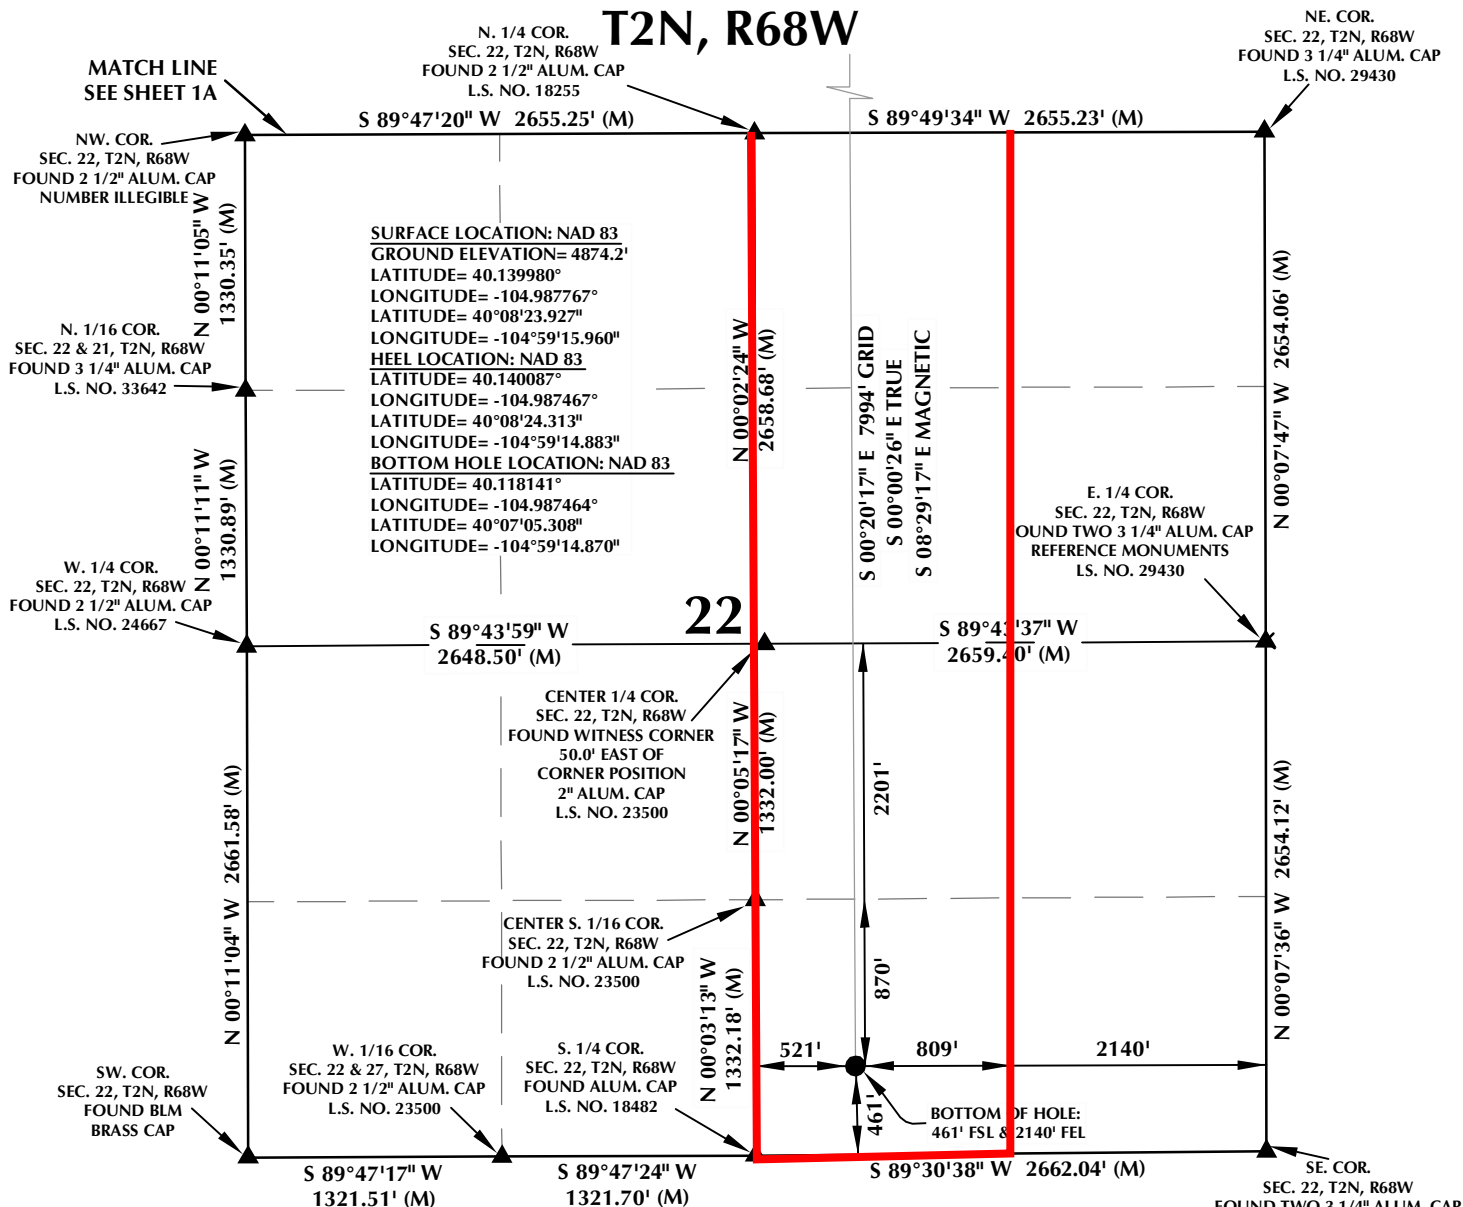 T2N, R68W
N. 1/4 COR.
SEC. 22, T2N, R68W
FOUND 2 1/2" ALUM. CAP
L.S. NO. 18255
NE. COR.
SEC. 22, T2N, R68W
FOUND 3 1/4" ALUM. CAP
L.S. NO. 29430
MATCH LINE
SEE SHEET 1A
S 89°47'20" W 2655.25' (M)
S 89°49'34" W 2655.23' (M)
NW. COR.
SEC. 22, T2N, R68W
FOUND 2 1/2" ALUM. CAP
NUMBER ILLEGIBLE
N 00°11'05" W
1330.35' (M)
SURFACE LOCATION: NAD 83
GROUND ELEVATION= 4874.2'
LATITUDE= 40.139980°
LONGITUDE= -104.987767°
LATITUDE= 40°08'23.927"
LONGITUDE= -104°59'15.960"
HEEL LOCATION: NAD 83
LATITUDE= 40.140087°
LONGITUDE= -104.987467°
LATITUDE= 40°08'24.313"
LONGITUDE= -104°59'14.883"
BOTTOM HOLE LOCATION: NAD 83
LATITUDE= 40.118141°
LONGITUDE= -104.987464°
LATITUDE= 40°07'05.308"
LONGITUDE= -104°59'14.870"
N 00°02'24" W
2658.68' (M)
S 00°20'17" E 7994' GRID
S 00°00'26" E TRUE
S 08°29'17" E MAGNETIC
N 00°07'47" W 2654.06' (M)
N. 1/16 COR.
SEC. 22 & 21, T2N, R68W
FOUND 3 1/4" ALUM. CAP
L.S. NO. 33642
N 00°11'11" W
1330.89' (M)
E. 1/4 COR.
SEC. 22, T2N, R68W
OUND TWO 3 1/4" ALUM. CAP
REFERENCE MONUMENTS
LS. NO. 29430
W. 1/4 COR.
SEC. 22, T2N, R68W
FOUND 2 1/2" ALUM. CAP
L.S. NO. 24667
22
S 89°43'59" W
2648.50' (M)
S 89°43'37" W
2659.40' (M)
CENTER 1/4 COR.
SEC. 22, T2N, R68W
FOUND WITNESS CORNER
50.0' EAST OF
CORNER POSITION
2" ALUM. CAP
L.S. NO. 23500
N 00°05'17" W
1332.00' (M)
2201'
N 00°11'04" W 2661.58' (M)
N 00°07'36" W 2654.12' (M)
CENTER S. 1/16 COR.
SEC. 22, T2N, R68W
FOUND 2 1/2" ALUM. CAP
L.S. NO. 23500
N 00°03'13" W
1332.18' (M)
870'
521'
809'
2140'
461'
BOTTOM OF HOLE:
461' FSL & 2140' FEL
SW. COR.
SEC. 22, T2N, R68W
FOUND BLM
BRASS CAP
W. 1/16 COR.
SEC. 22 & 27, T2N, R68W
FOUND 2 1/2" ALUM. CAP
L.S. NO. 23500
S. 1/4 COR.
SEC. 22, T2N, R68W
FOUND ALUM. CAP
L.S. NO. 18482
S 89°47'17" W
1321.51' (M)
S 89°47'24" W
1321.70' (M)
S 89°30'38" W 2662.04' (M)
SE. COR.
SEC. 22, T2N, R68W
FOUND TWO 3 1/4" ALUM. CAP